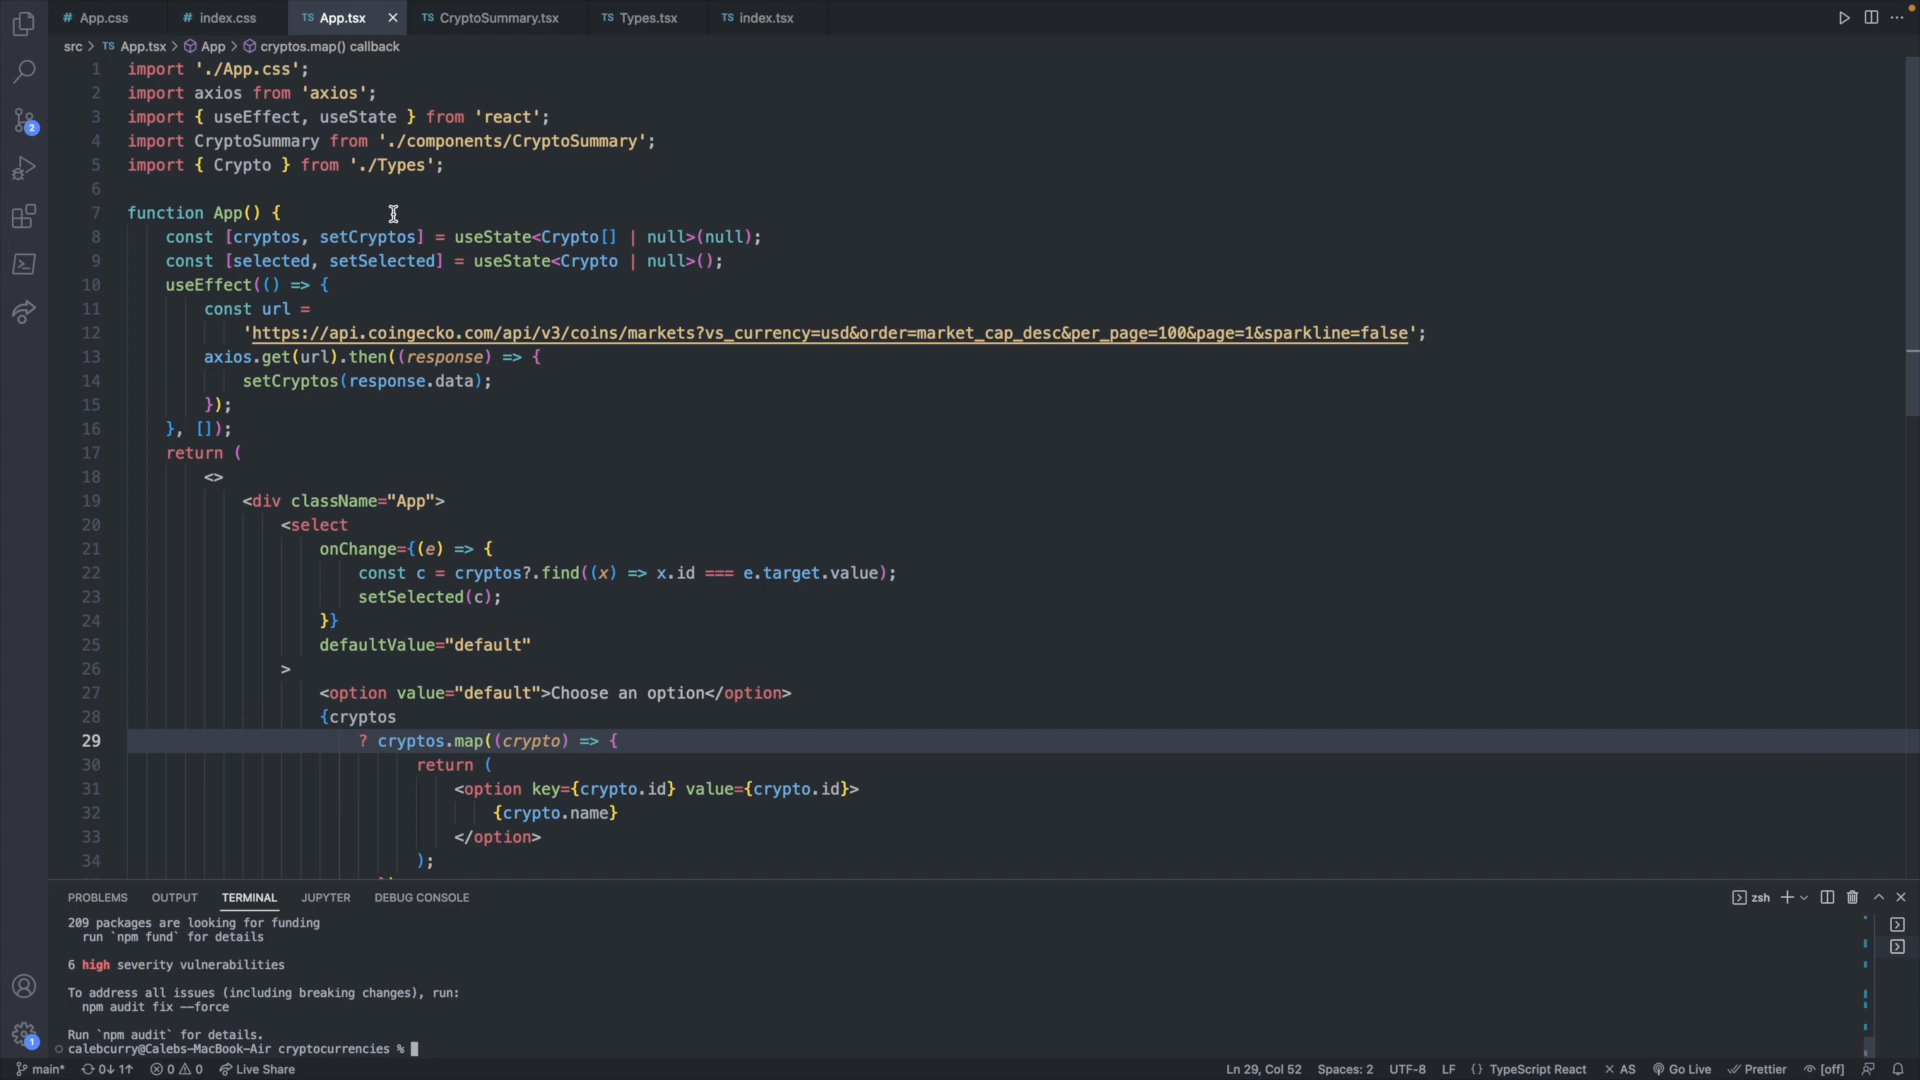 # App.css
# index.css
TS App.tsx
TS CryptoSummary.tsx
TS Types.tsx
TS index.tsx
src > TS App.tsx > App > cryptos.map() callback
1 import './App.css';
2 import axios from 'axios';
3 import { useEffect, useState } from 'react';
4 import CryptoSummary from './components/CryptoSummary';
5 import { Crypto } from './Types';
6
7 function App() {
8 const [cryptos, setCryptos] = useState<Crypto[] | null>(null);
9 const [selected, setSelected] = useState<Crypto | null>();
10 useEffect(() => {
11 const url =
12 'https://api.coingecko.com/api/v3/coins/markets?vs_currency=usd&order=market_cap_desc&per_page=100&page=1&sparkline=false';
13 axios.get(url).then((response) => {
14 setCryptos(response.data);
15 });
16 }, []);
17 return (
18 <>
19 <div className="App">
20 <select
21 onChange={(e) => {
22 const c = cryptos?.find((x) => x.id === e.target.value);
23 setSelected(c);
24 }}
25 defaultValue="default"
26 >
27 <option value="default">Choose an option</option>
28 {cryptos
29 ? cryptos.map((crypto) => {
30 return (
31 <option key={crypto.id} value={crypto.id}>
32 {crypto.name}
33 </option>
34 );
PROBLEMS OUTPUT TERMINAL JUPYTER DEBUG CONSOLE
zsh
209 packages are looking for funding
run `npm fund` for details
6 high severity vulnerabilities
To address all issues (including breaking changes), run:
npm audit fix --force
Run `npm audit` for details.
calebcurry@Calebs-MacBook-Air cryptocurrencies %
2
1
main* 0↓ 1↑ 0 0 Live Share
Ln 29, Col 52 Spaces: 2 UTF-8 LF {} TypeScript React × AS Go Live Prettier [off]